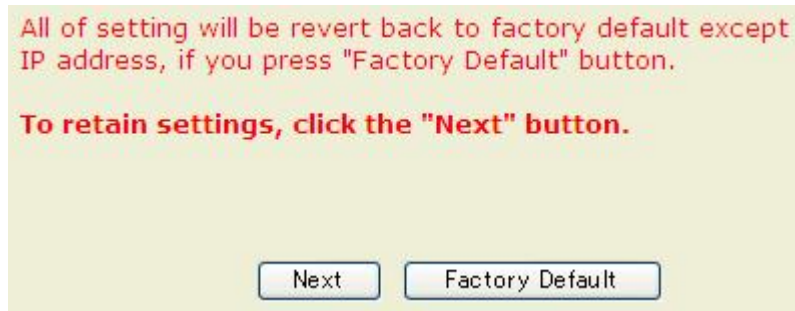 All of setting will be revert back to factory default except
IP address, if you press "Factory Default" button.
To retain settings, click the "Next" button.
Next
Factory Default